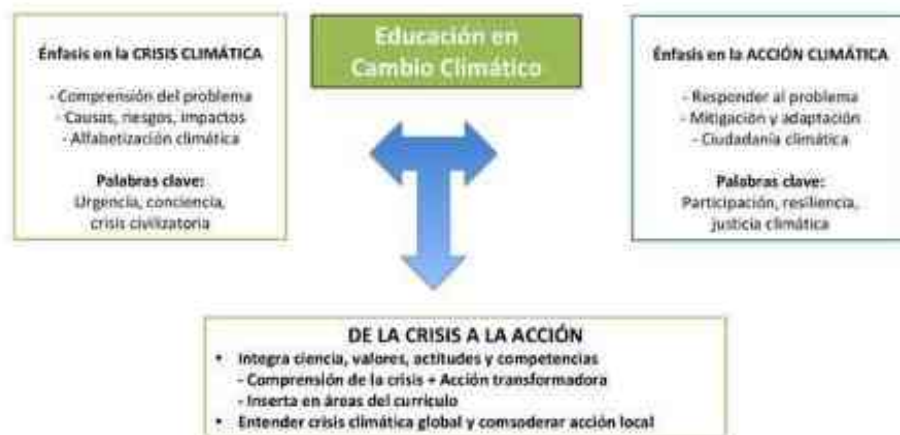 Educación en
Cambio Climático
Énfasis en la CRISIS CLIMÁTICA
- Comprensión del problema
- Causas, riesgos, impactos
- Alfabetización climática
Palabras clave:
Urgencia, conciencia,
crisis civilizatoria
Énfasis en la ACCIÓN CLIMÁTICA
- Responder al problema
- Mitigación y adaptación
- Ciudadanía climática
Palabras clave:
Participación, resiliencia,
justicia climática
DE LA CRISIS A LA ACCIÓN
• Integra ciencia, valores, actitudes y competencias
- Comprensión de la crisis + Acción transformadora
- Inserta en áreas del currículo
• Entender crisis climática global y comsoderar acción local